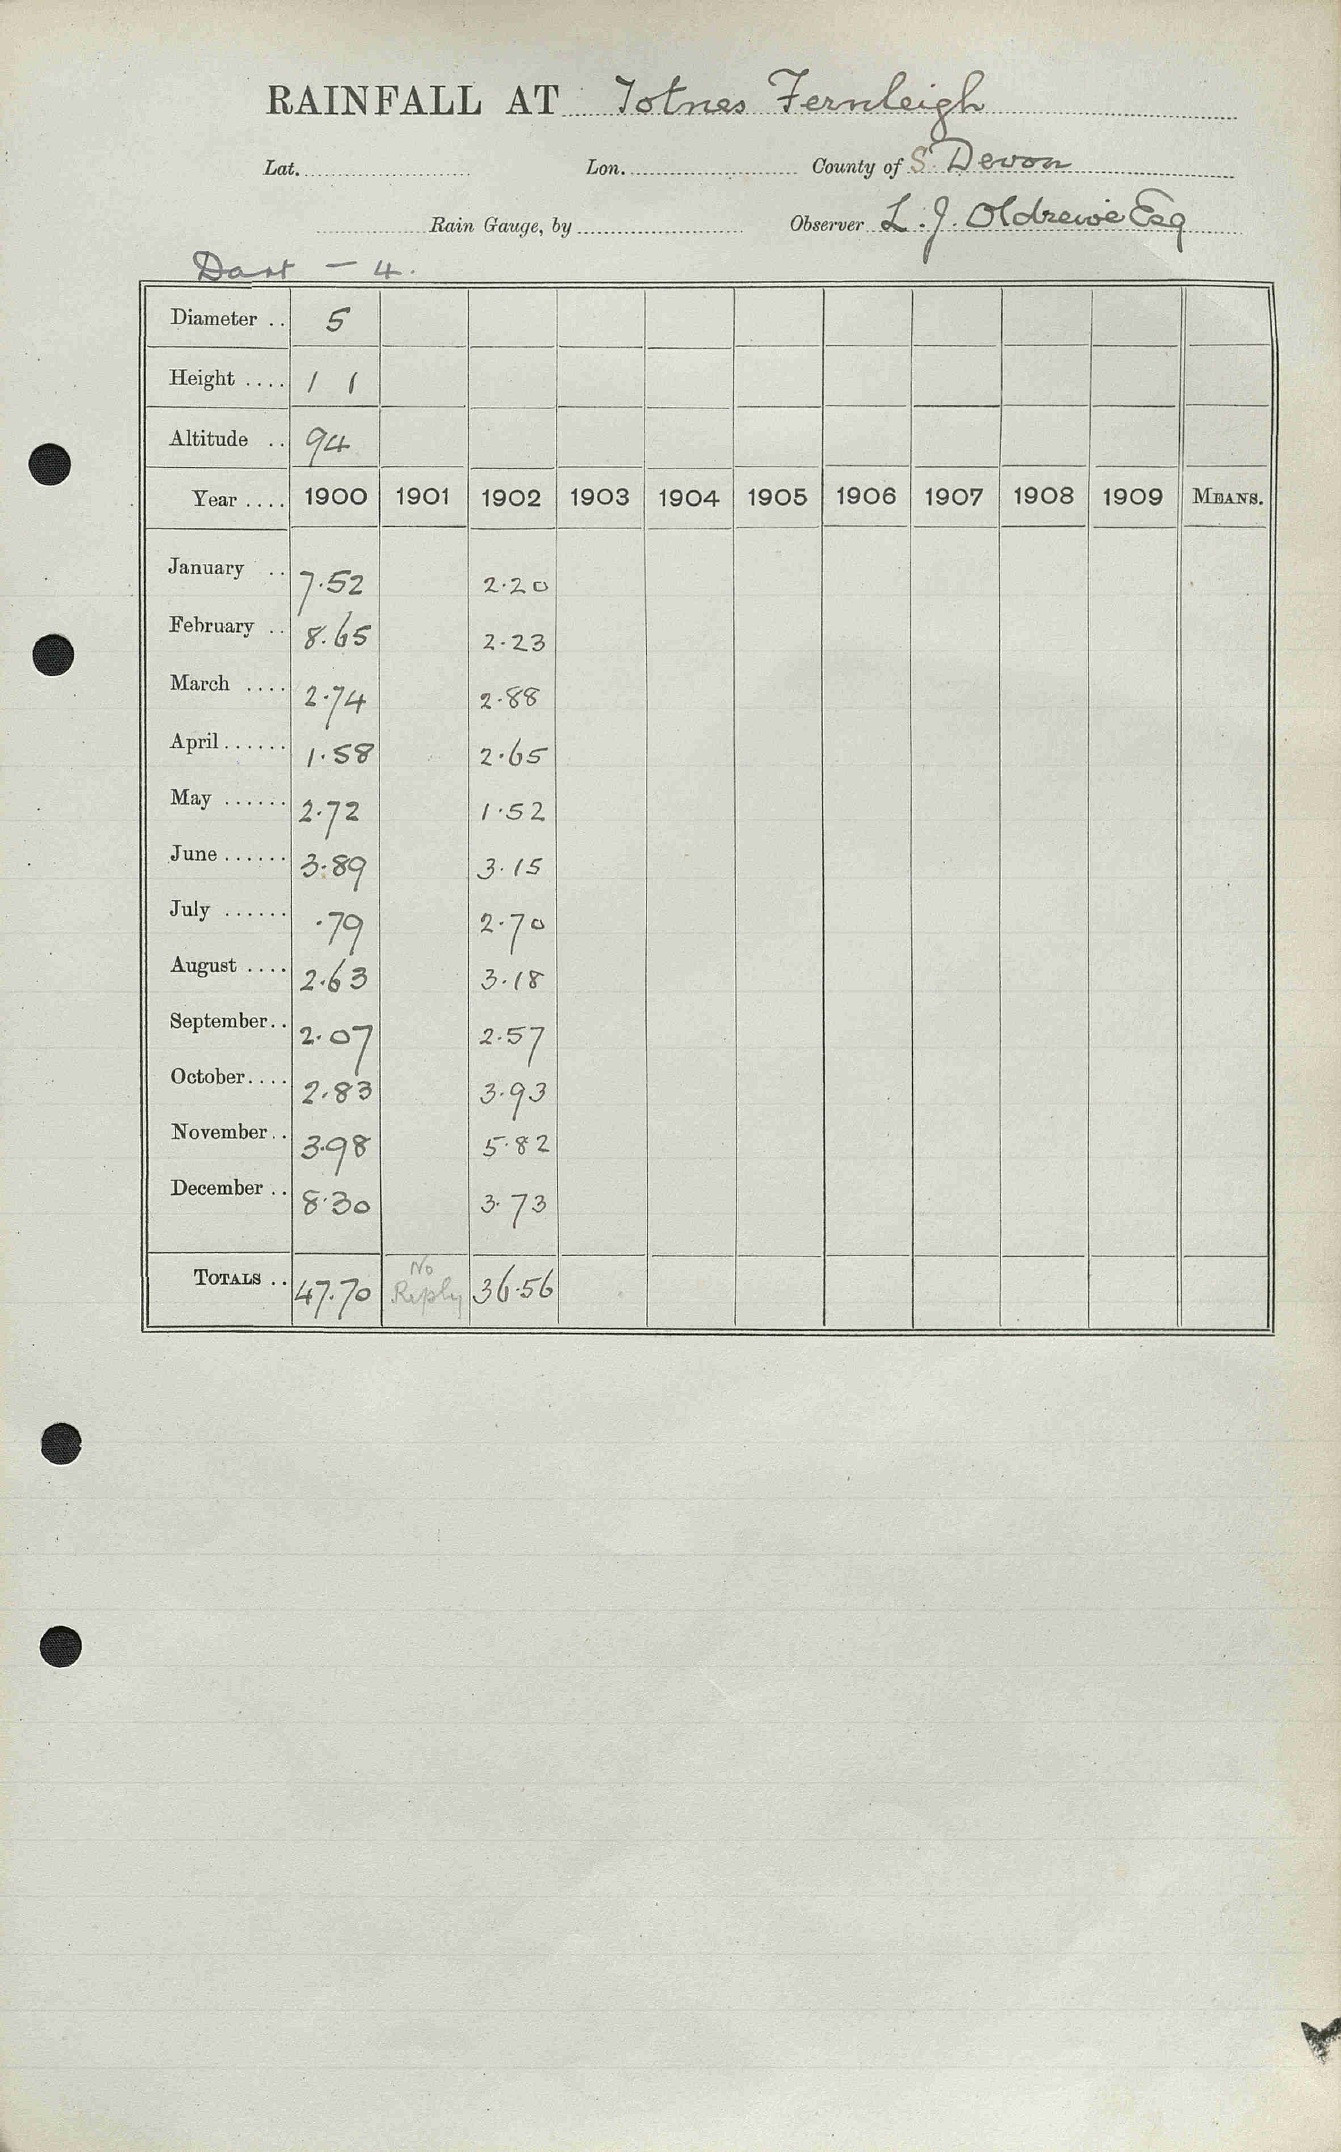 RAINFALL AT Totnes Fernleigh
Lat. Lon. County of S. Devon
Rain Gauge, by Observer L. J. Oldrewe Esq
Dart – 4.
Diameter .. 5
Height .... 1 1
Altitude .. 94
Year .... 1900 1901 1902 1903 1904 1905 1906 1907 1908 1909 MEANS.
January .. 7.52 2.20
February .. 8.65 2.23
March .... 2.74 2.88
April ...... 1.58 2.65
May ...... 2.72 1.52
June ...... 3.89 3.15
July ...... .79 2.70
August .... 2.63 3.18
September.. 2.07 2.57
October.... 2.83 3.93
November.. 3.98 5.82
December .. 8.30 3.73
TOTALS .. 47.70 No Reply 36.56